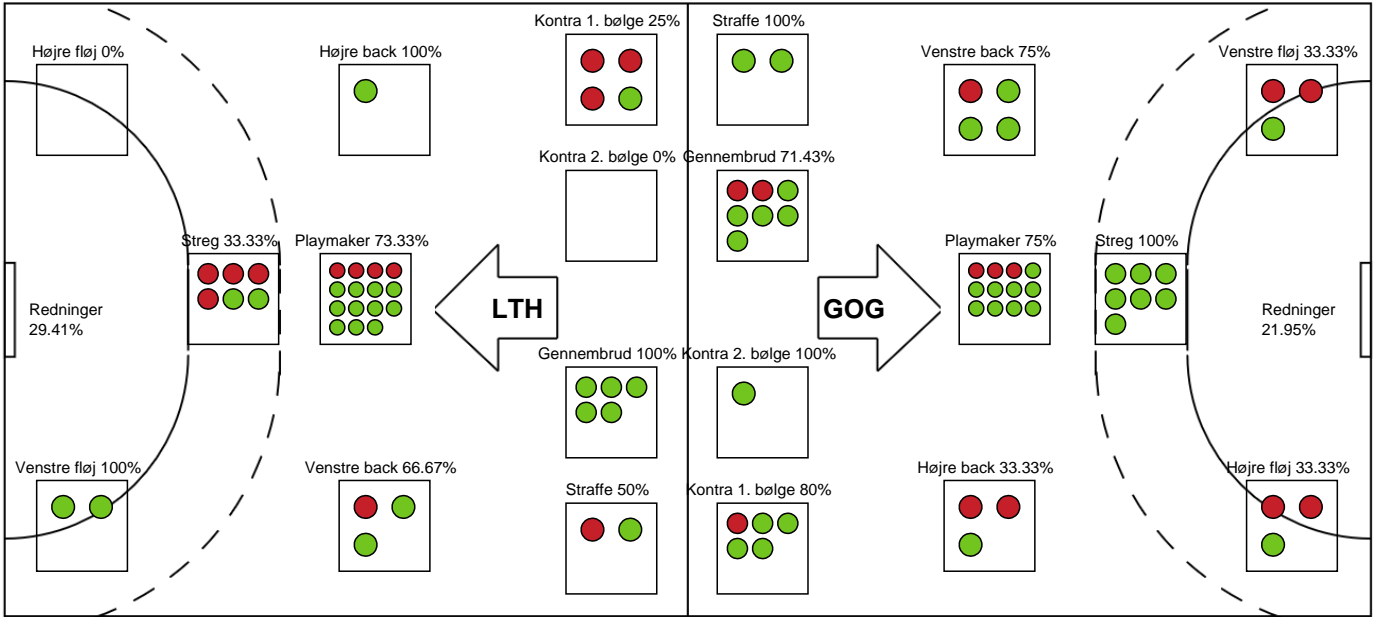 Kontra 1. bølge 25%
Straffe 100%
Højre fløj 0%
Højre back 100%
Venstre back 75%
Venstre fløj 33.33%
Kontra 2. bølge 0%
Gennembrud 71.43%
Streg 33.33%
Playmaker 73.33%
Playmaker 75%
Streg 100%
Redninger
29.41%
LTH
GOG
Redninger
21.95%
Gennembrud 100%
Kontra 2. bølge 100%
Venstre fløj 100%
Venstre back 66.67%
Højre back 33.33%
Højre fløj 33.33%
Straffe 50%
Kontra 1. bølge 80%